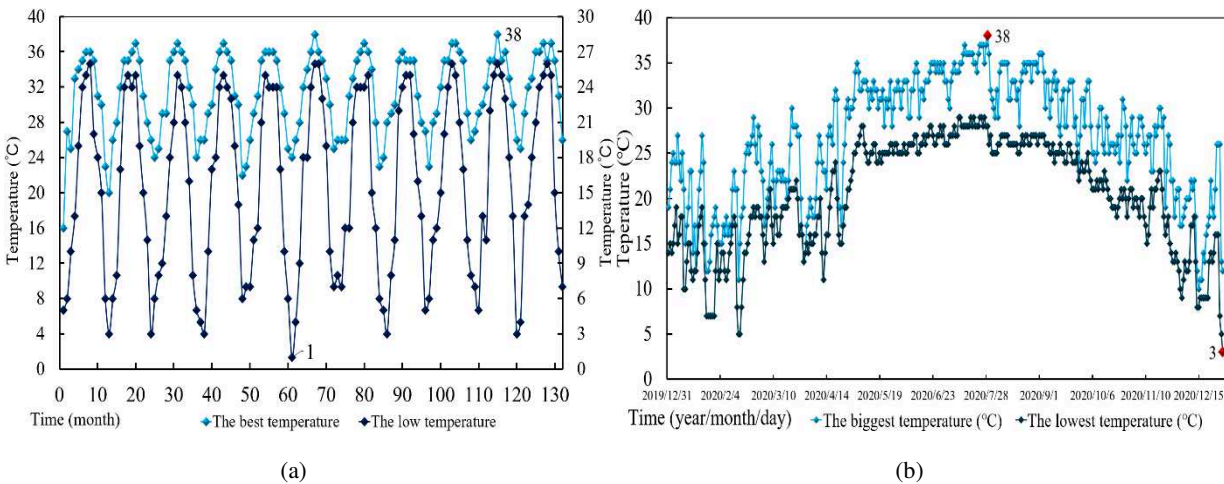 (a)
40
36
32
28
24
20
16
12
8
4
0
30
27
24
21
18
15
12
9
6
3
0
Temperature (°C)
Temperature (°C)
38
1
0 10 20 30 40 50 60 70 80 90 100 110 120 130
Time (month)
The best temperature The low temperature
(a)
(b)
40
35
30
25
20
15
10
5
0
Teperature (°C)
38
3
2019/12/31 2020/2/4 2020/3/10 2020/4/14 2020/5/19 2020/6/23 2020/7/28 2020/9/1 2020/10/6 2020/11/10 2020/12/15
Time (year/month/day)
The biggest temperature (°C) The lowest temperature (°C)
(b)